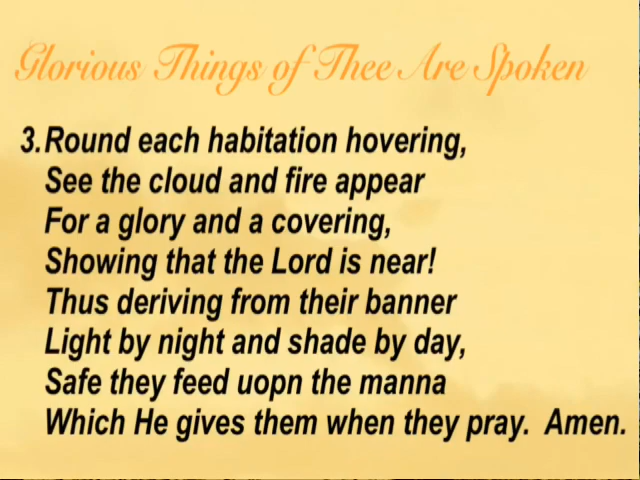 Glorious Things of Thee Are Spoken
3. Round each habitation hovering,
See the cloud and fire appear
For a glory and a covering,
Showing that the Lord is near!
Thus deriving from their banner
Light by night and shade by day,
Safe they feed uopn the manna
Which He gives them when they pray.  Amen.